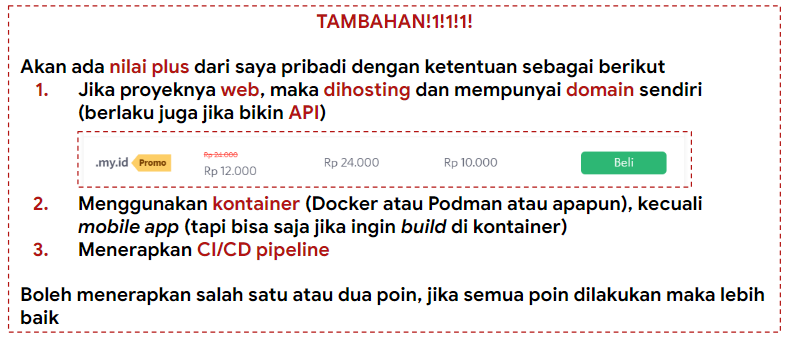 TAMBAHAN!1!1!1!
Akan ada nilai plus dari saya pribadi dengan ketentuan sebagai berikut
1. Jika proyeknya web, maka dihosting dan mempunyai domain sendiri
(berlaku juga jika bikin API)
.my.id Promo Rp 24.000 Rp 12.000 Rp 24.000 Rp 10.000 Beli
2. Menggunakan kontainer (Docker atau Podman atau apapun), kecuali
mobile app (tapi bisa saja jika ingin build di kontainer)
3. Menerapkan CI/CD pipeline
Boleh menerapkan salah satu atau dua poin, jika semua poin dilakukan maka lebih
baik